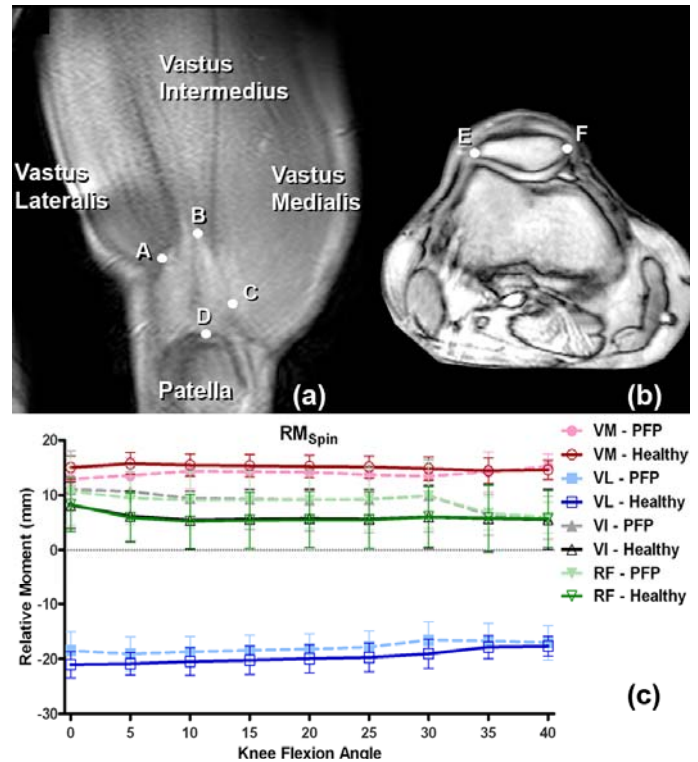 Vastus
Intermedius
Vastus
Lateralis
Vastus
Medialis
A
B
C
D
Patella
(a)
E
F
(b)
RM Spin
Relative Moment (mm)
20
10
0
-10
-20
-30
0 5 10 15 20 25 30 35 40
Knee Flexion Angle
VM - PFP
VM - Healthy
VL - PFP
VL - Healthy
VI - PFP
VI - Healthy
RF - PFP
RF - Healthy
(c)